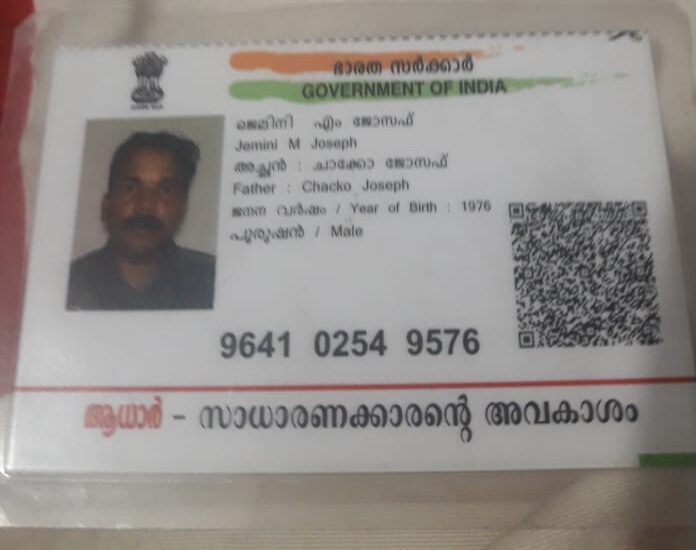 ഭാരത സർക്കാർ
GOVERNMENT OF INDIA
ജെമിനി എം ജോസഫ്
Jemini M Joseph
അച്ഛൻ : ചാക്കോ ജോസഫ്
Father : Chacko Joseph
ജനന വർഷം / Year of Birth : 1976
പുരുഷൻ / Male
9641 0254 9576
ആധാർ - സാധാരണക്കാരന്റെ അവകാശം